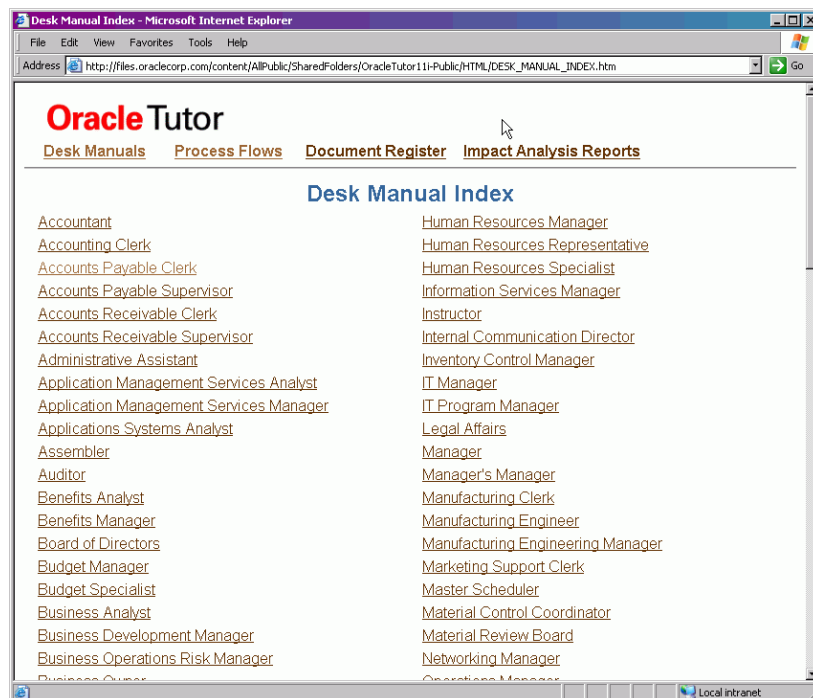 Desk Manual Index - Microsoft Internet Explorer
File Edit View Favorites Tools Help
Address http://files.oraclecorp.com/content/AllPublic/SharedFolders/OracleTutor11i-Public/HTML/DESK_MANUAL_INDEX.htm Go
Oracle Tutor
Desk Manuals Process Flows Document Register Impact Analysis Reports
Desk Manual Index
Accountant
Accounting Clerk
Accounts Payable Clerk
Accounts Payable Supervisor
Accounts Receivable Clerk
Accounts Receivable Supervisor
Administrative Assistant
Application Management Services Analyst
Application Management Services Manager
Applications Systems Analyst
Assembler
Auditor
Benefits Analyst
Benefits Manager
Board of Directors
Budget Manager
Budget Specialist
Business Analyst
Business Development Manager
Business Operations Risk Manager
Business Owner
Human Resources Manager
Human Resources Representative
Human Resources Specialist
Information Services Manager
Instructor
Internal Communication Director
Inventory Control Manager
IT Manager
IT Program Manager
Legal Affairs
Manager
Manager's Manager
Manufacturing Clerk
Manufacturing Engineer
Manufacturing Engineering Manager
Marketing Support Clerk
Master Scheduler
Material Control Coordinator
Material Review Board
Networking Manager
Operations Manager
Local intranet